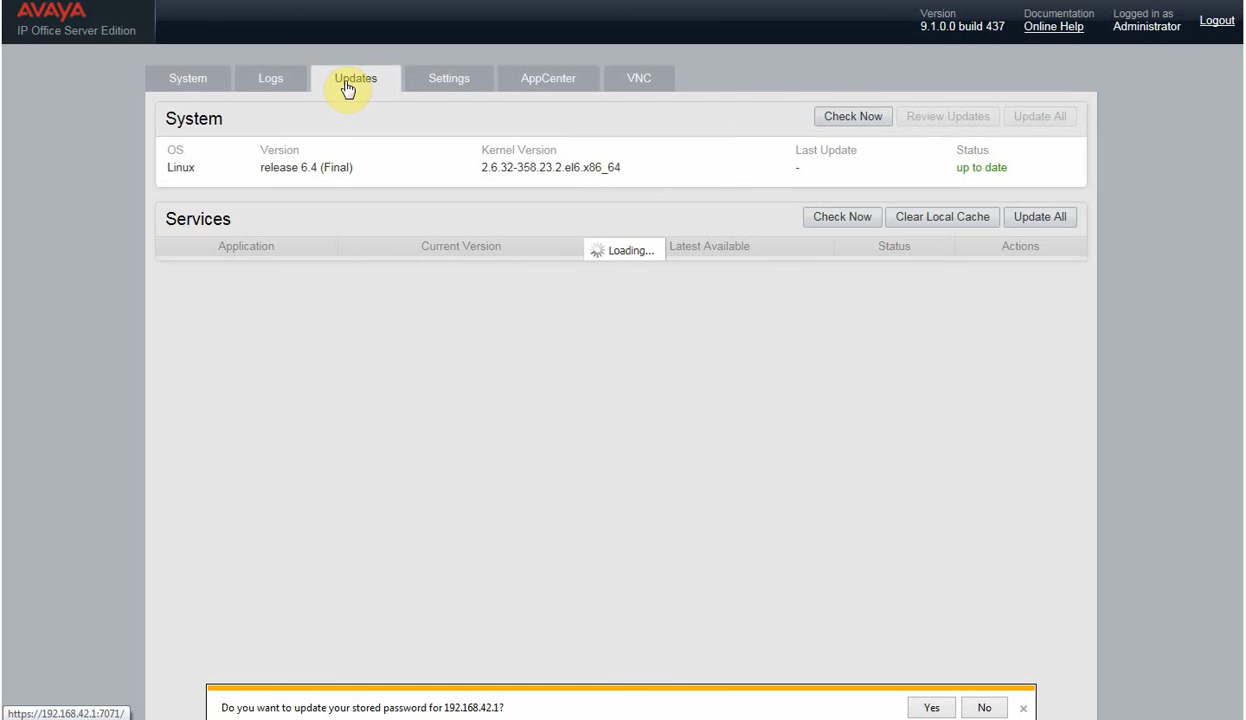 AVAYA
IP Office Server Edition
Version
9.1.0.0 build 437
Documentation
Online Help
Logged in as
Administrator
Logout
System Logs Updates Settings AppCenter VNC
System Check Now Review Updates Update All
OS Version Kernel Version Last Update Status
Linux release 6.4 (Final) 2.6.32-358.23.2.el6.x86_64 - up to date
Services Check Now Clear Local Cache Update All
Application Current Version Latest Available Status Actions
Loading...
Do you want to update your stored password for 192.168.42.1? Yes No ×
https://192.168.42.1:7071/